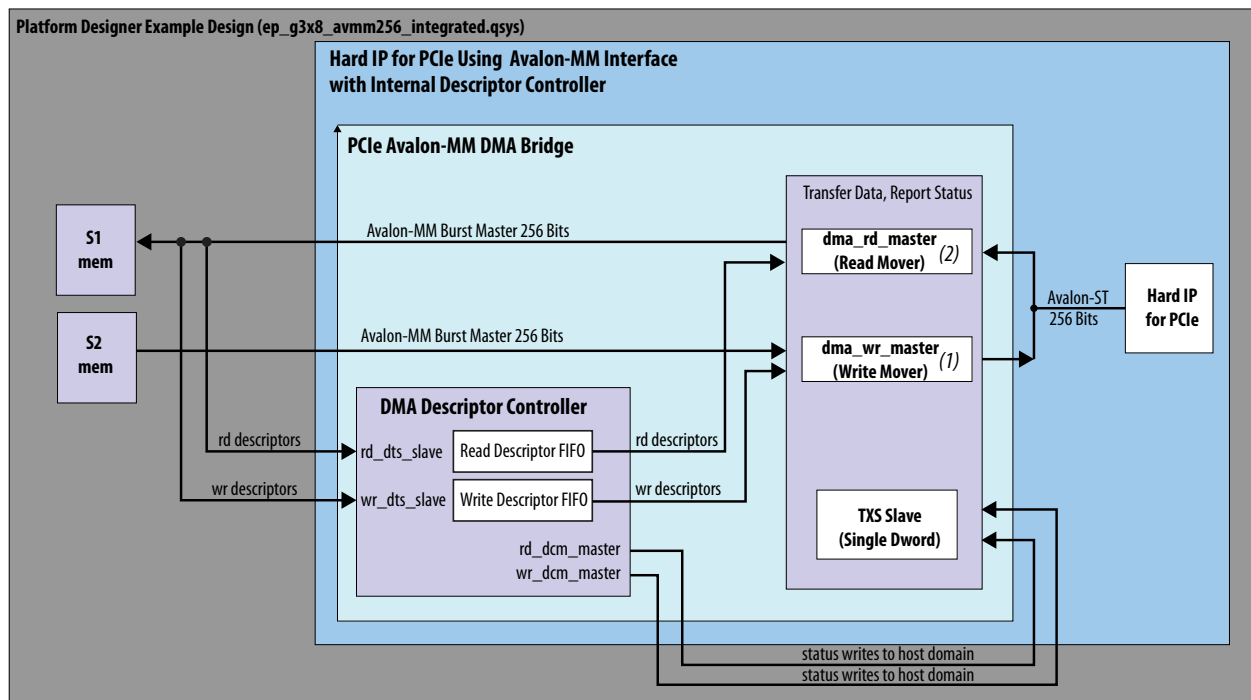 Platform Designer Example Design (ep_g3x8_avmm256_integrated.qsys)
Hard IP for PCIe Using Avalon-MM Interface
with Internal Descriptor Controller
PCIe Avalon-MM DMA Bridge
Transfer Data, Report Status
S1
mem
Avalon-MM Burst Master 256 Bits
dma_rd_master
(Read Mover)
(2)
Avalon-ST
256 Bits
Hard IP
for PCIe
S2
mem
Avalon-MM Burst Master 256 Bits
dma_wr_master
(Write Mover)
(1)
DMA Descriptor Controller
rd descriptors
rd_dts_slave
Read Descriptor FIFO
rd descriptors
wr descriptors
wr_dts_slave
Write Descriptor FIFO
wr descriptors
TXS Slave
(Single Dword)
rd_dcm_master
wr_dcm_master
status writes to host domain
status writes to host domain